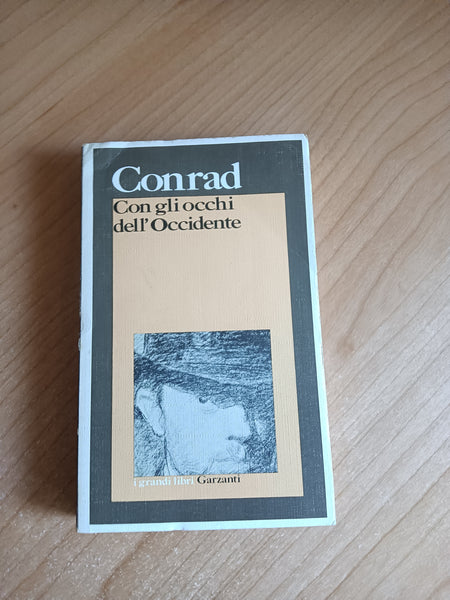 Conrad
Con gli occhi
dell'Occidente
i grandi libri Garzanti